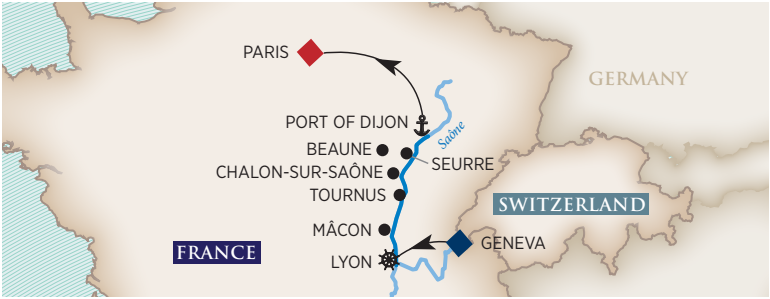 PARIS
GERMANY
PORT OF DIJON
Saône
BEAUNE
SEURRE
CHALON-SUR-SAÔNE
TOURNUS
SWITZERLAND
MÂCON
GENEVA
FRANCE
LYON